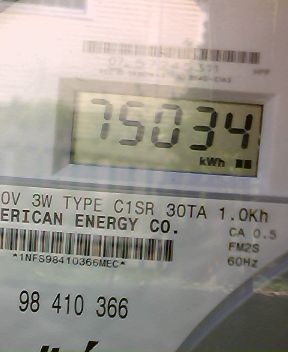 75034
kWh
0V 3W TYPE C1SR 30TA 1.0Kh
ERICAN ENERGY CO.
CA 0.5
FM2S
60Hz
*1NFS98410366MEC*
98 410 366